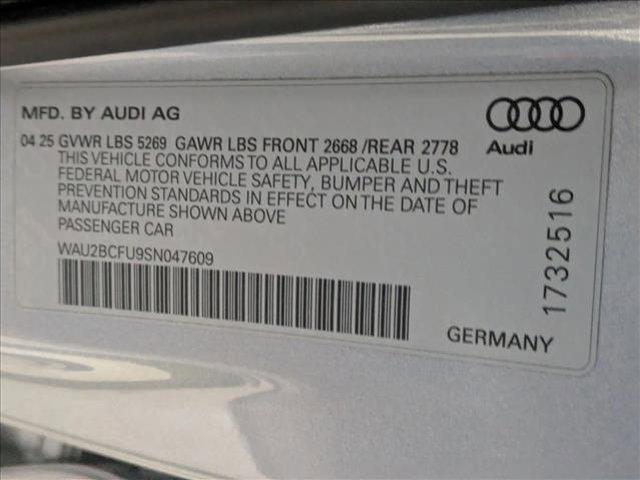 MFD. BY AUDI AG
04 25 GVWR LBS 5269 GAWR LBS FRONT 2668 /REAR 2778
THIS VEHICLE CONFORMS TO ALL APPLICABLE U.S.
FEDERAL MOTOR VEHICLE SAFETY, BUMPER AND THEFT
PREVENTION STANDARDS IN EFFECT ON THE DATE OF
MANUFACTURE SHOWN ABOVE
PASSENGER CAR
WAU2BCFU9SN047609
Audi
1732516
GERMANY